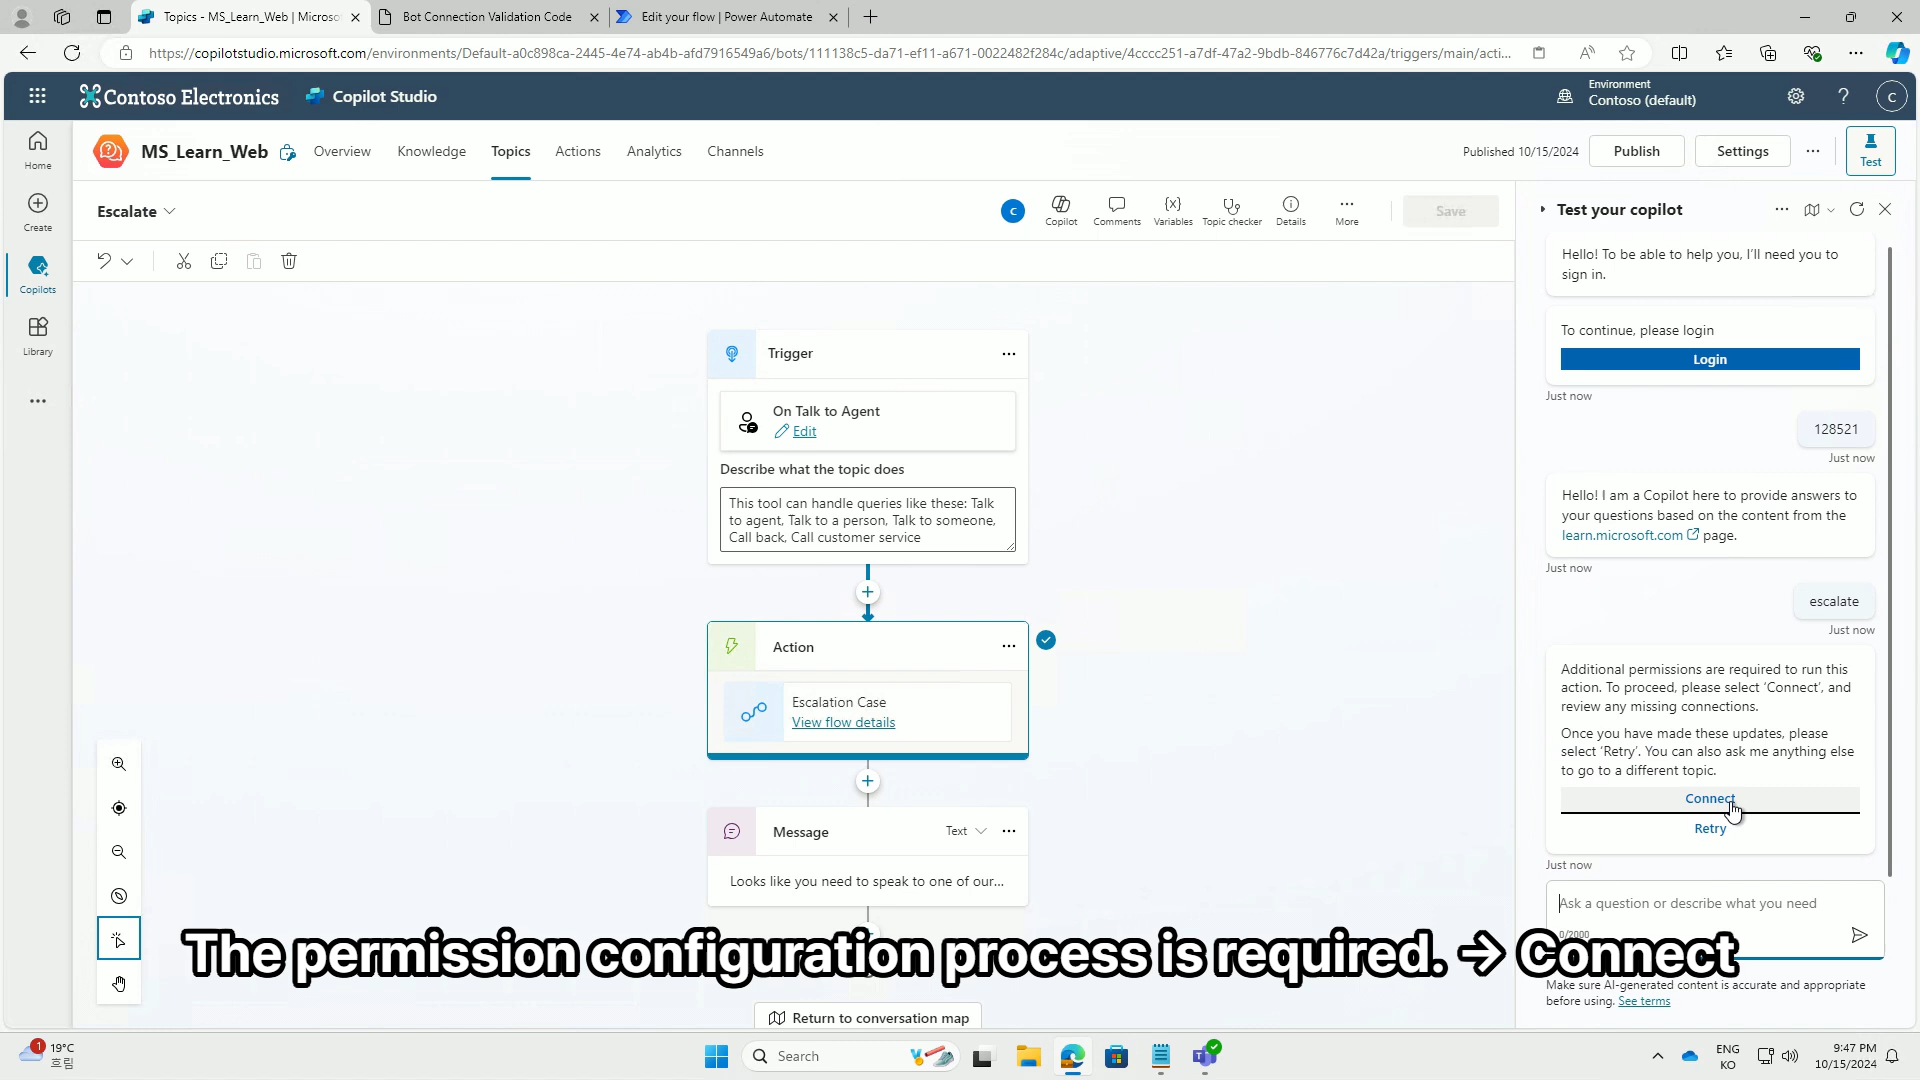 Topics - MS_Learn_Web | Microsof
Bot Connection Validation Code
Edit your flow | Power Automate
https://copilotstudio.microsoft.com/environments/Default-a0c898ca-2445-4e74-ab4b-afd7916549a6/bots/111138c5-da71-ef11-a671-0022482f284c/adaptive/4cccc251-a7df-47a2-9bdb-846776c7d42a/triggers/main/acti...
Contoso Electronics
Copilot Studio
Environment
Contoso (default)
C
Home
Create
Copilots
Library
MS_Learn_Web
Overview
Knowledge
Topics
Actions
Analytics
Channels
Published 10/15/2024
Publish
Settings
Test
Escalate
C
Copilot
Comments
Variables
Topic checker
Details
More
Save
Trigger
On Talk to Agent
Edit
Describe what the topic does
This tool can handle queries like these: Talk
to agent, Talk to a person, Talk to someone,
Call back, Call customer service
Action
Escalation Case
View flow details
Message
Text
Looks like you need to speak to one of our...
Return to conversation map
Test your copilot
Hello! To be able to help you, I'll need you to
sign in.
To continue, please login
Login
Just now
128521
Just now
Hello! I am a Copilot here to provide answers to
your questions based on the content from the
learn.microsoft.com page.
Just now
escalate
Just now
Additional permissions are required to run this
action. To proceed, please select 'Connect', and
review any missing connections.
Once you have made these updates, please
select 'Retry'. You can also ask me anything else
to go to a different topic.
Connect
Retry
Just now
Ask a question or describe what you need
0/2000
Make sure AI-generated content is accurate and appropriate
before using. See terms
The permission configuration process is required. → Connect
1
19°C
흐림
Search
ENG
KO
9:47 PM
10/15/2024